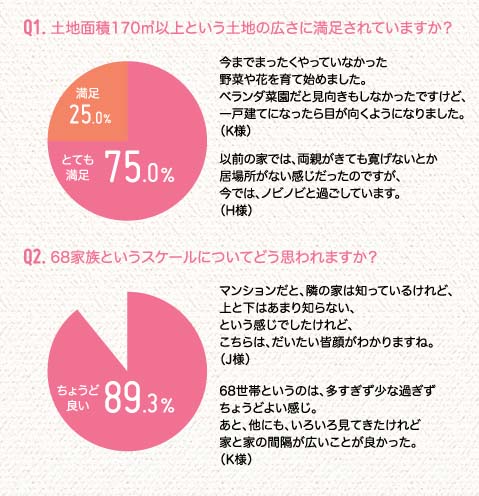 Q1. 土地面積170㎡以上という土地の広さに満足されていますか？
満足
25.0%
とても
満足
75.0%
今までまったくやっていなかった
野菜や花を育て始めました。
ベランダ菜園だと見向きもしなかったですけど、
一戸建てになったら目が向くようになりました。
（K様）
以前の家では、両親がきても寛げないとか
居場所がない感じだったのですが、
今では、ノビノビと過ごしています。
（H様）
Q2. 68家族というスケールについてどう思われますか？
ちょうど
良い
89.3%
マンションだと、隣の家は知っているけれど、
上と下はあまり知らない、
という感じでしたけれど、
こちらは、だいたい皆顔がわかりますね。
（J様）
68世帯というのは、多すぎず少な過ぎず
ちょうどよい感じ。
あと、他にも、いろいろ見てきたけれど
家と家の間隔が広いことが良かった。
（K様）